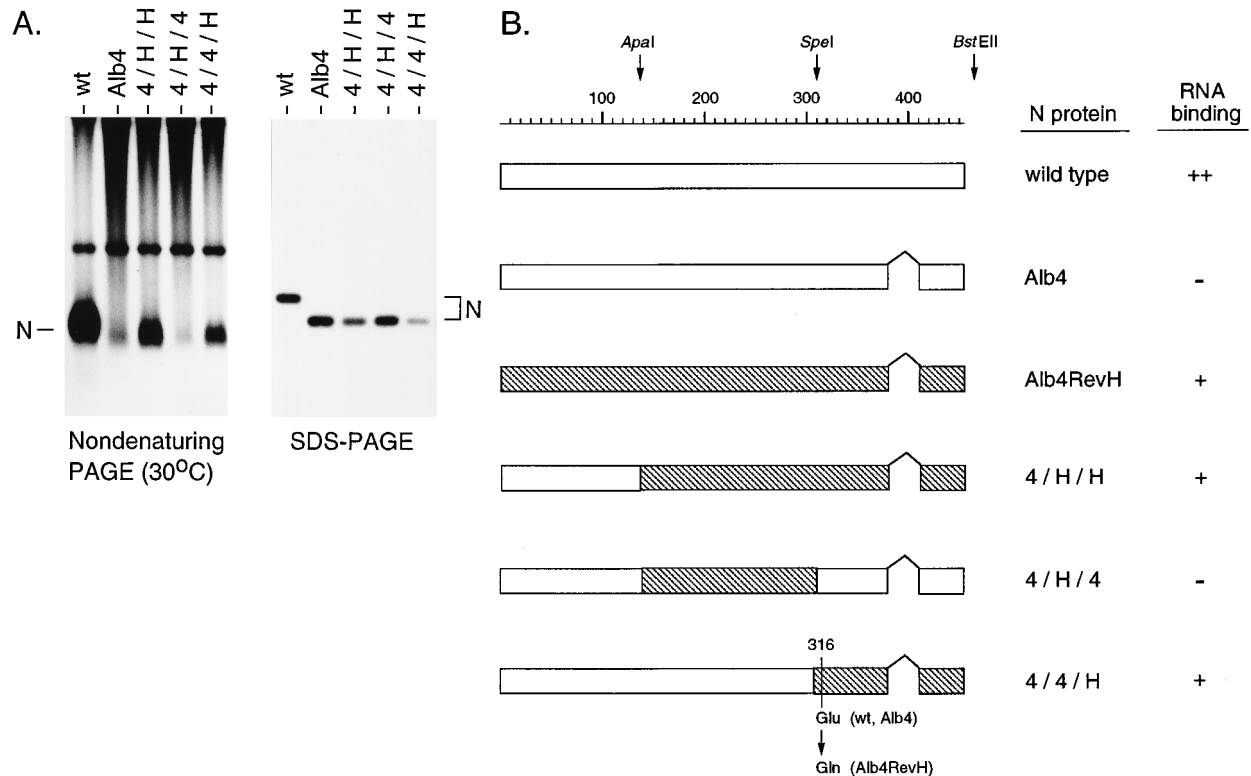 A.
wt
Alb4
4 / H / H
4 / H / 4
4 / 4 / H
N
Nondenaturing
PAGE (30°C)
wt
Alb4
4 / H / H
4 / H / 4
4 / 4 / H
N
SDS-PAGE
B.
ApaI
SpeI
BstEII
100
200
300
400
N protein
RNA
binding
wild type
++
Alb4
-
Alb4RevH
+
4 / H / H
+
4 / H / 4
-
316
4 / 4 / H
+
Glu (wt, Alb4)
Gln (Alb4RevH)